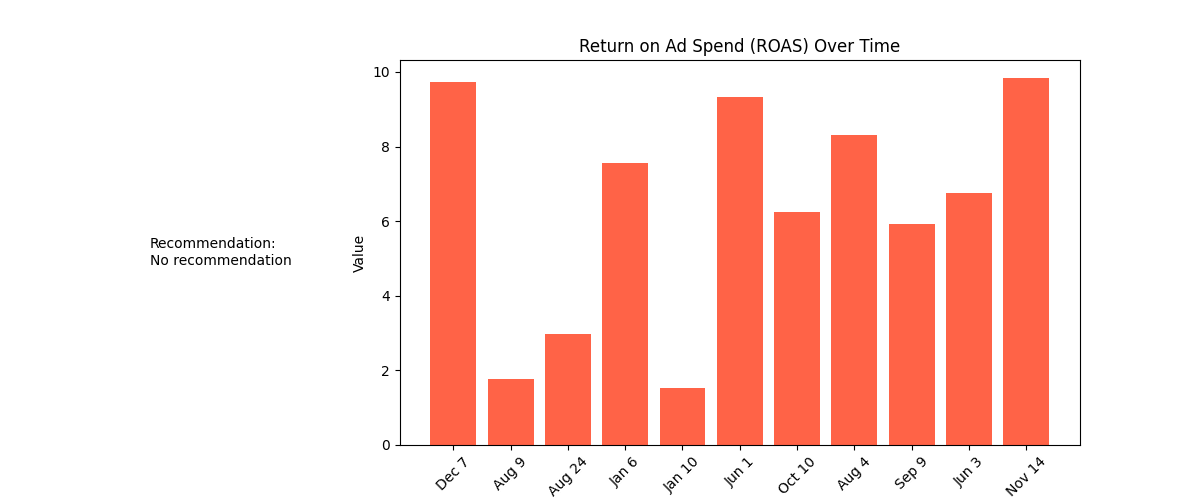 Return on Ad Spend (ROAS) Over Time
Recommendation:
No recommendation
Value
10
8
6
4
2
0
Dec 7
Aug 9
Aug 24
Jan 6
Jan 10
Jun 1
Oct 10
Aug 4
Sep 9
Jun 3
Nov 14